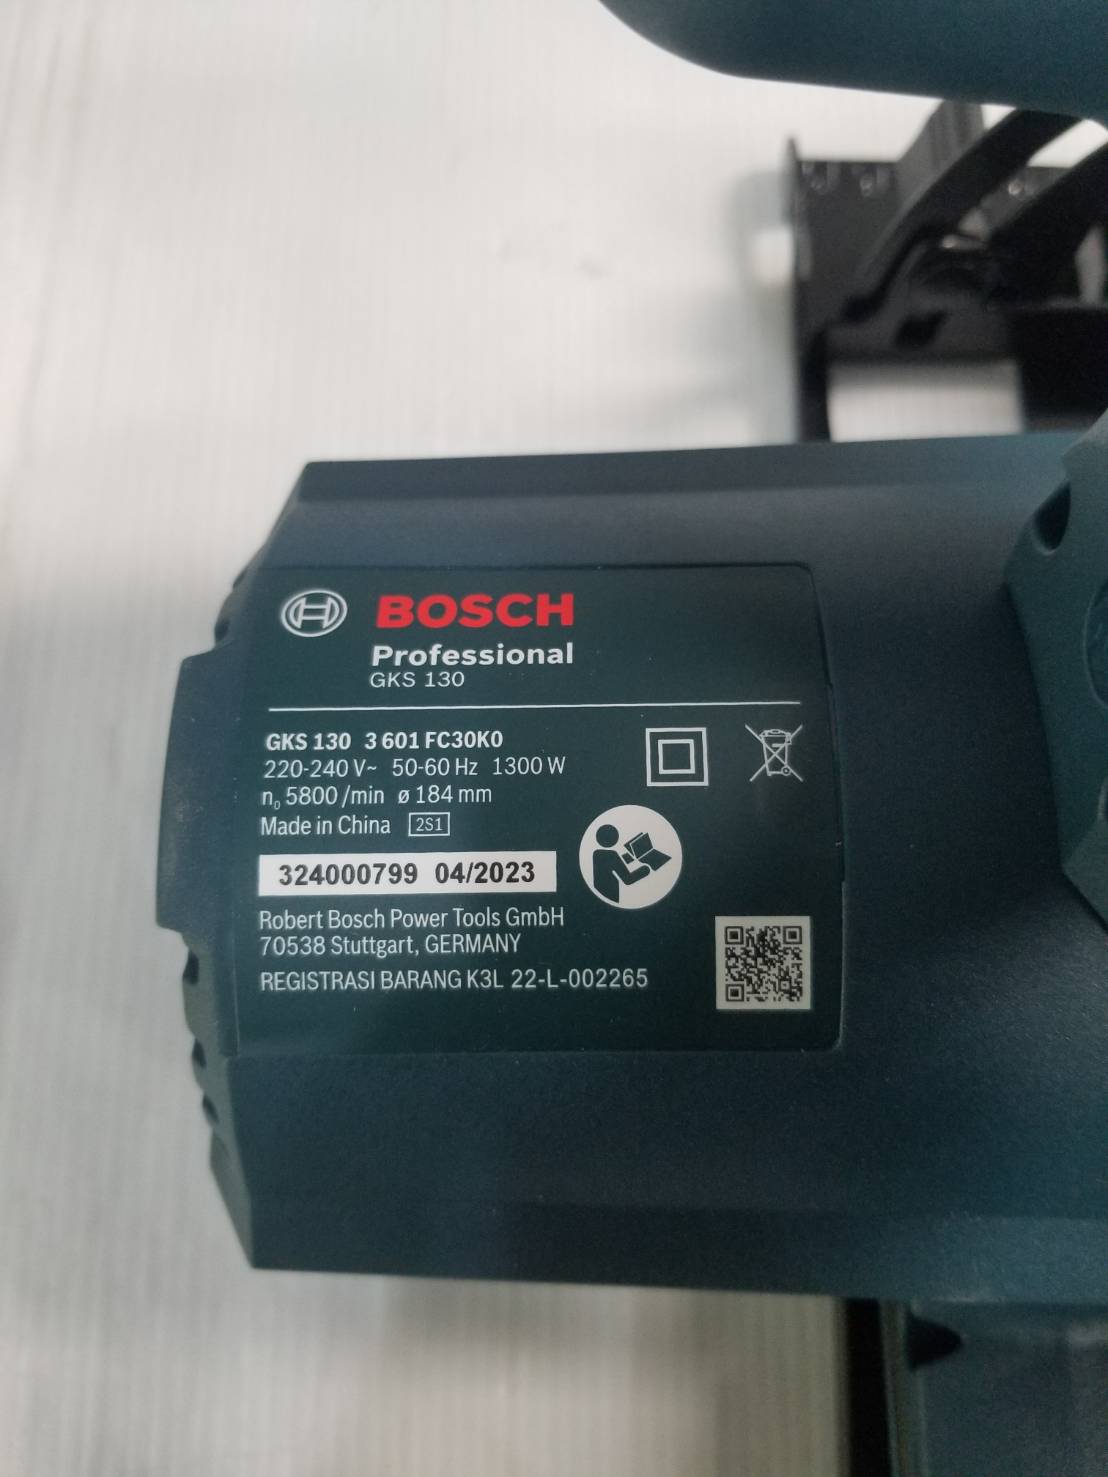 BOSCH
Professional
GKS 130
GKS 130 3 601 FC30K0
220-240 V~ 50-60 Hz 1300 W
n₀ 5800 /min ø 184 mm
Made in China 2S1
324000799 04/2023
Robert Bosch Power Tools GmbH
70538 Stuttgart, GERMANY
REGISTRASI BARANG K3L 22-L-002265